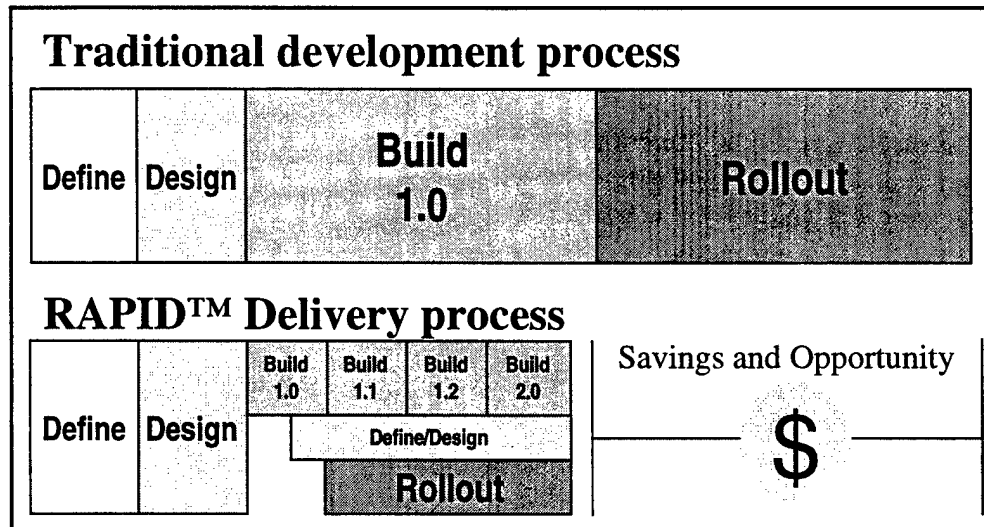 Traditional development process
Define
Design
Build
1.0
Rollout
RAPID™ Delivery process
Define
Design
Build
1.0
Build
1.1
Build
1.2
Build
2.0
Define/Design
Rollout
Savings and Opportunity
$